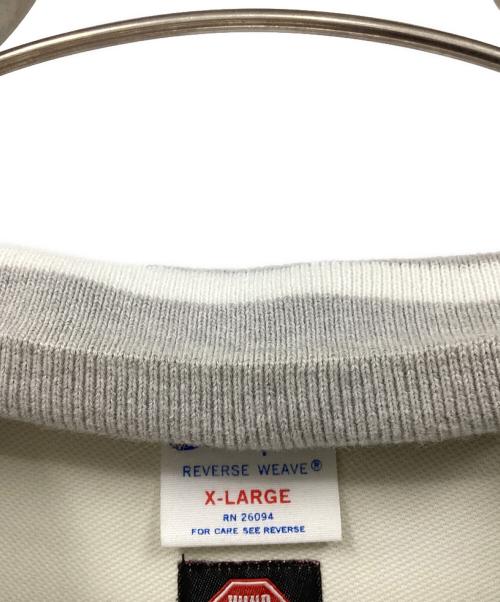 REVERSE WEAVE®
X-LARGE
RN 26094
FOR CARE SEE REVERSE